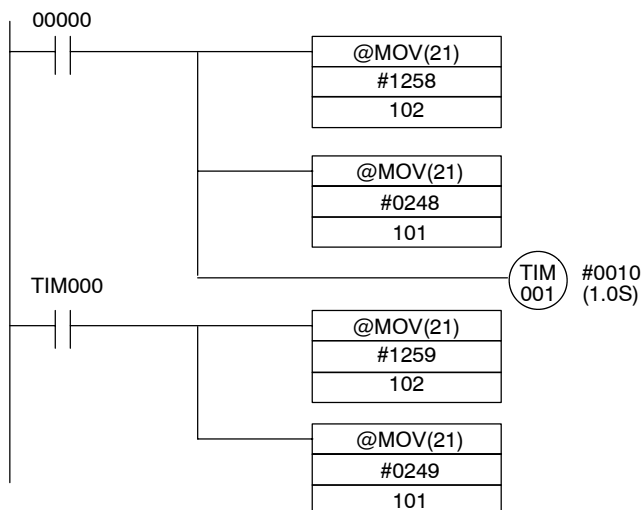 00000
@MOV(21)
#1258
102
@MOV(21)
#0248
101
TIM
001
#0010
(1.0S)
TIM000
@MOV(21)
#1259
102
@MOV(21)
#0249
101